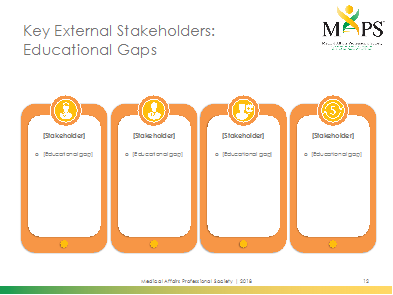 Key External Stakeholders:
Educational Gaps
MAPS
[Stakeholder]
[Educational gap]
[Stakeholder]
[Educational gap]
[Stakeholder]
[Educational gap]
[Stakeholder]
[Educational gap]
Medical Affairs Professional Society | 2018
13